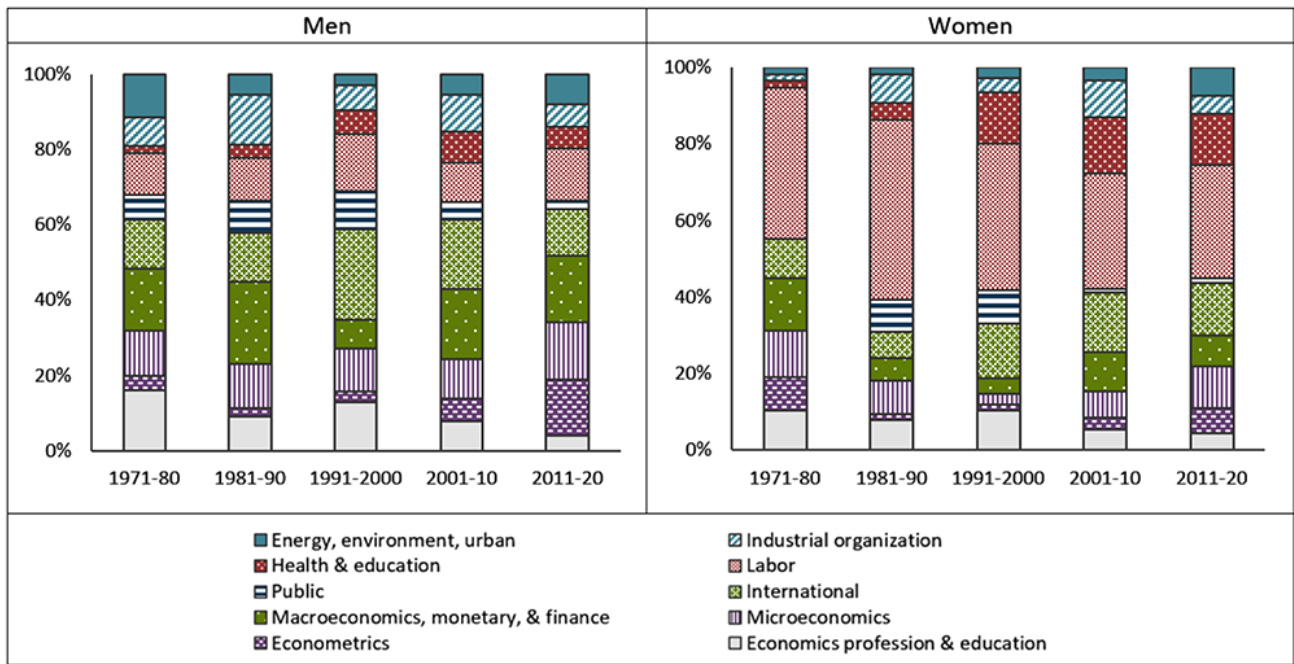 Men
Women
100%
80%
60%
40%
20%
0%
1971-80
1981-90
1991-2000
2001-10
2011-20
100%
80%
60%
40%
20%
0%
1971-80
1981-90
1991-2000
2001-10
2011-20
Energy, environment, urban
Industrial organization
Health & education
Labor
Public
International
Macroeconomics, monetary, & finance
Microeconomics
Econometrics
Economics profession & education